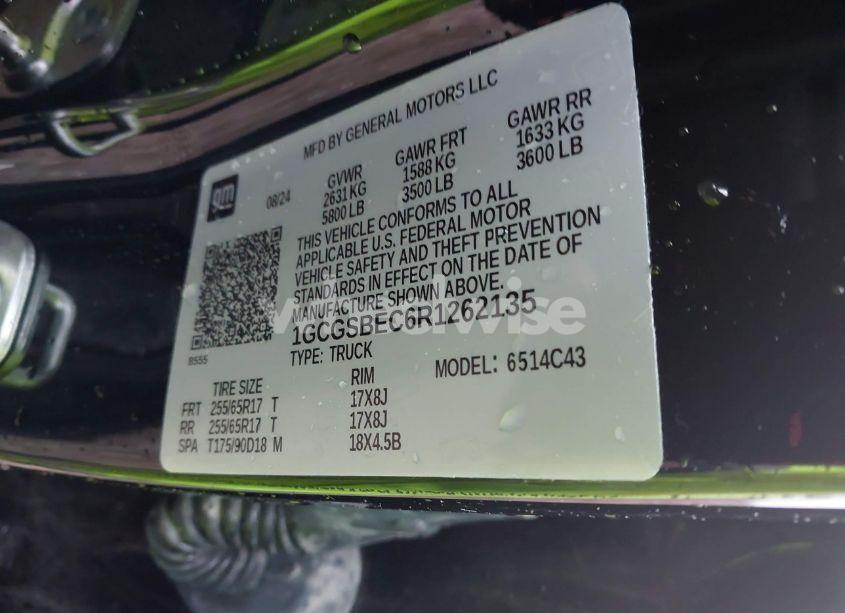 MFD BY GENERAL MOTORS LLC
gm
08/24
GVWR GAWR FRT GAWR RR
2631 KG 1588 KG 1633 KG
5800 LB 3500 LB 3600 LB
THIS VEHICLE CONFORMS TO ALL
APPLICABLE U.S. FEDERAL MOTOR
VEHICLE SAFETY AND THEFT PREVENTION
STANDARDS IN EFFECT ON THE DATE OF
MANUFACTURE SHOWN ABOVE.
1GCGSBEC6R1262135
TYPE: TRUCK MODEL: 6514C43
B555
TIRE SIZE RIM
FRT 255/65R17 T 17X8J
RR 255/65R17 T 17X8J
SPA T175/90D18 M 18X4.5B